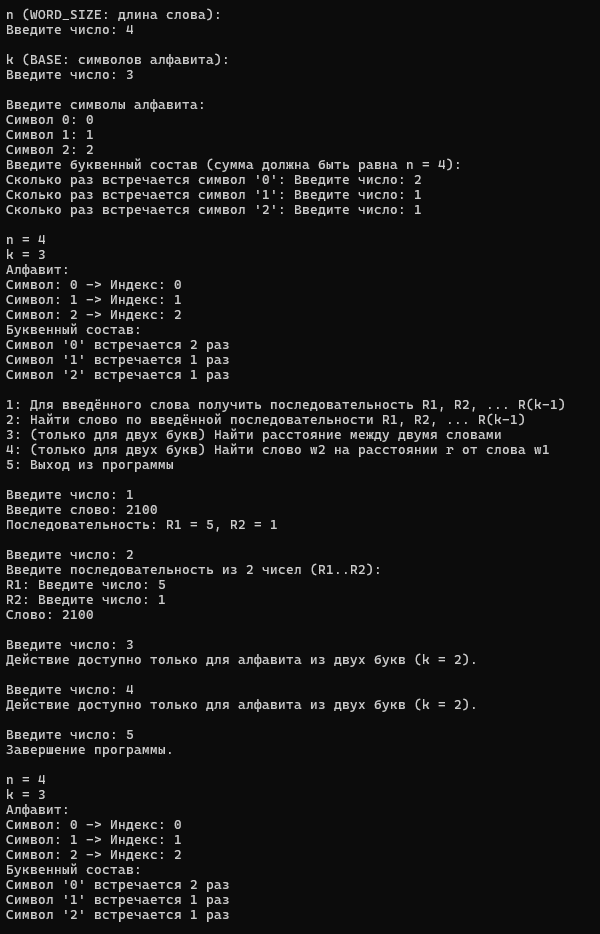 n (WORD_SIZE: длина слова):
Введите число: 4
k (BASE: символов алфавита):
Введите число: 3
Введите символы алфавита:
Символ 0: 0
Символ 1: 1
Символ 2: 2
Введите буквенный состав (сумма должна быть равна n = 4):
Сколько раз встречается символ '0': Введите число: 2
Сколько раз встречается символ '1': Введите число: 1
Сколько раз встречается символ '2': Введите число: 1
n = 4
k = 3
Алфавит:
Символ: 0 -> Индекс: 0
Символ: 1 -> Индекс: 1
Символ: 2 -> Индекс: 2
Буквенный состав:
Символ '0' встречается 2 раз
Символ '1' встречается 1 раз
Символ '2' встречается 1 раз
1: Для введённого слова получить последовательность R1, R2, ... R(k-1)
2: Найти слово по введённой последовательности R1, R2, ... R(k-1)
3: (только для двух букв) Найти расстояние между двумя словами
4: (только для двух букв) Найти слово w2 на расстоянии r от слова w1
5: Выход из программы
Введите число: 1
Введите слово: 2100
Последовательность: R1 = 5, R2 = 1
Введите число: 2
Введите последовательность из 2 чисел (R1..R2):
R1: Введите число: 5
R2: Введите число: 1
Слово: 2100
Введите число: 3
Действие доступно только для алфавита из двух букв (k = 2).
Введите число: 4
Действие доступно только для алфавита из двух букв (k = 2).
Введите число: 5
Завершение программы.
n = 4
k = 3
Алфавит:
Символ: 0 -> Индекс: 0
Символ: 1 -> Индекс: 1
Символ: 2 -> Индекс: 2
Буквенный состав:
Символ '0' встречается 2 раз
Символ '1' встречается 1 раз
Символ '2' встречается 1 раз